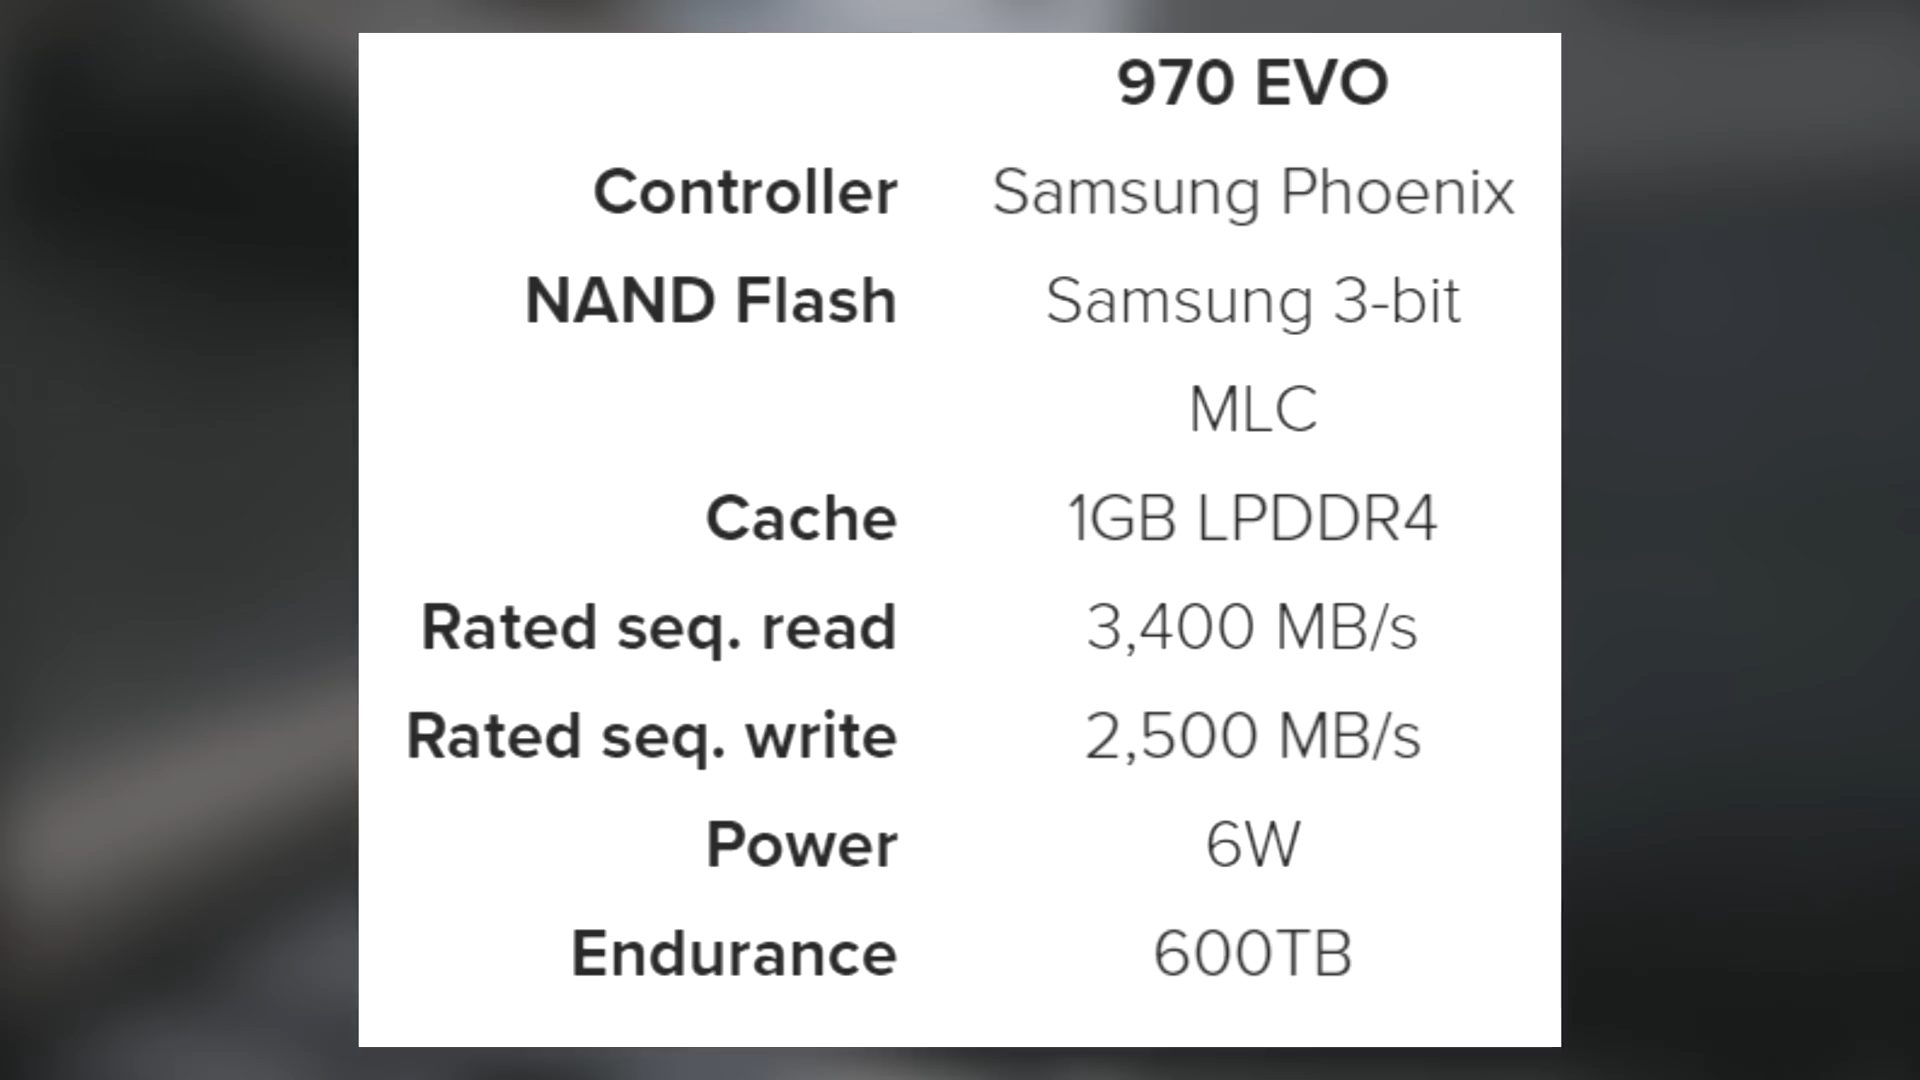 970 EVO
Controller Samsung Phoenix
NAND Flash Samsung 3-bit
MLC
Cache 1GB LPDDR4
Rated seq. read 3,400 MB/s
Rated seq. write 2,500 MB/s
Power 6W
Endurance 600TB